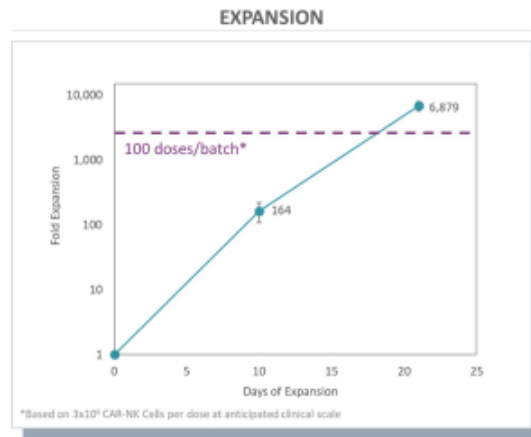 EXPANSION
10,000
1,000
100
10
1
Fold Expansion
100 doses/batch*
164
6,879
0
5
10
15
20
25
Days of Expansion
*Based on CAR-NK Cells per dose at anticipated clinical scale